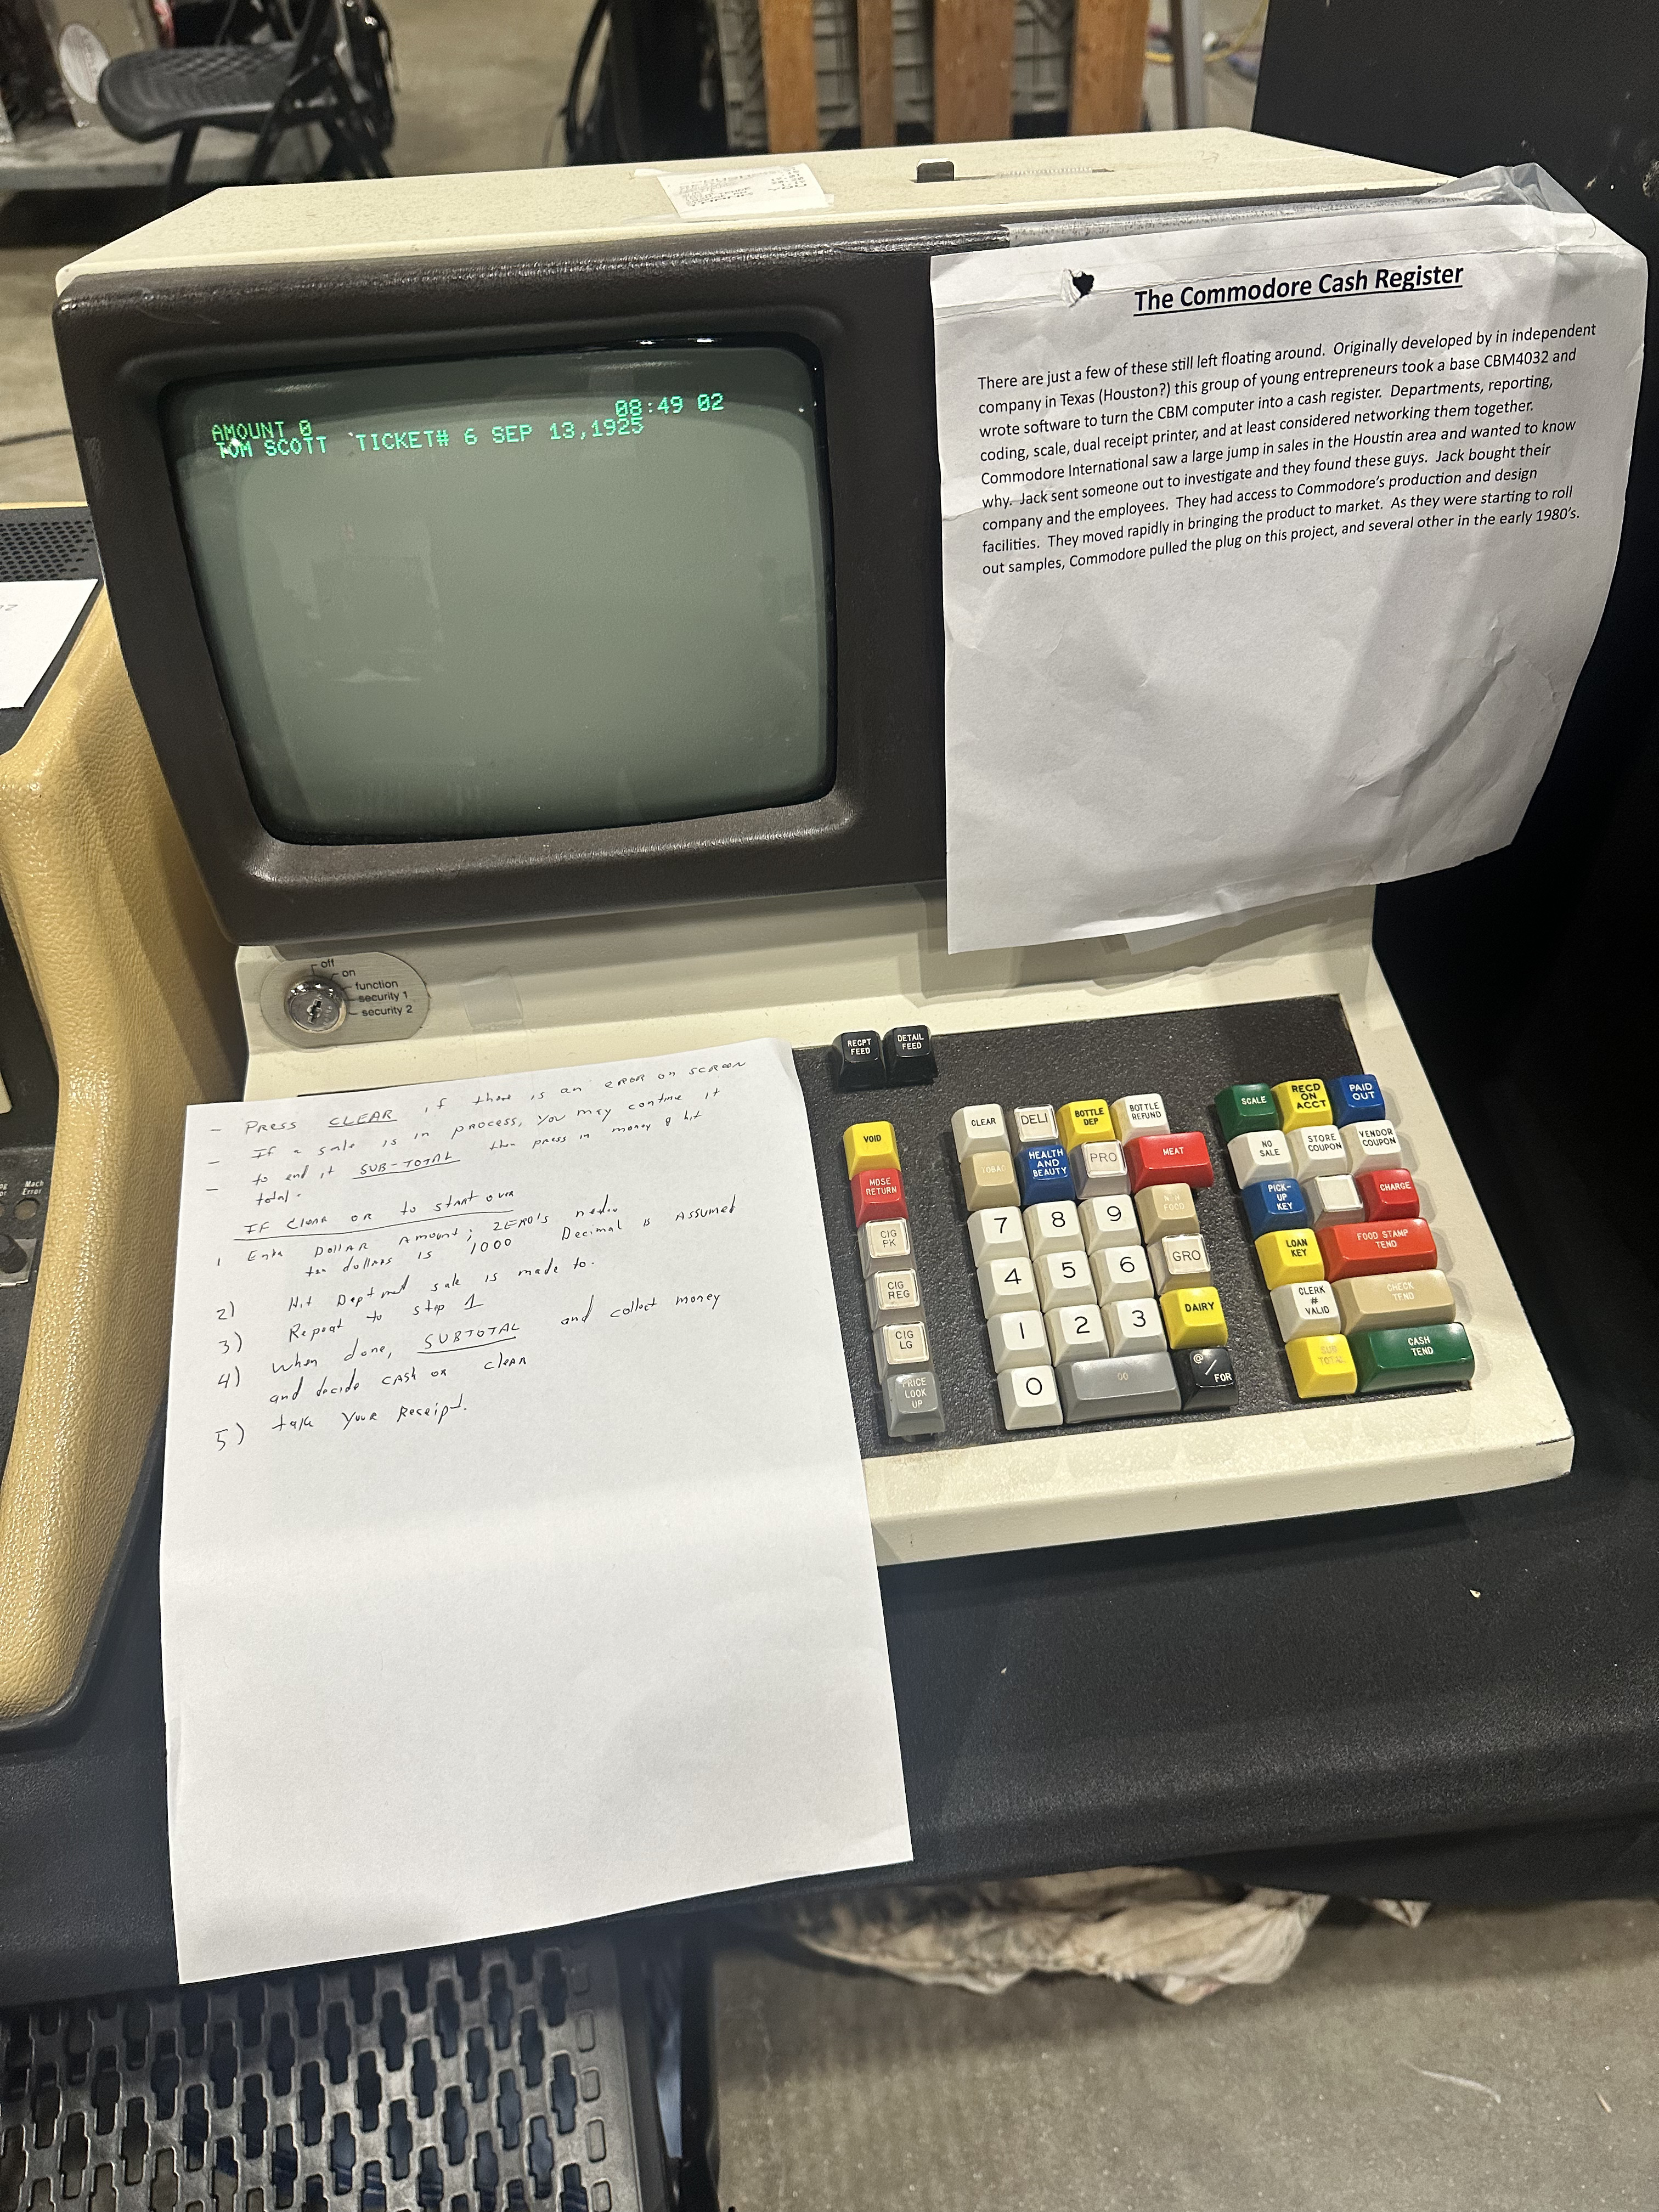 08:49 02
AMOUNT 0
TOM SCOTT TICKET# 6 SEP 13,1925
The Commodore Cash Register
There are just a few of these still left floating around. Originally developed by in independent
company in Texas (Houston?) this group of young entrepreneurs took a base CBM4032 and
wrote software to turn the CBM computer into a cash register. Departments, reporting,
coding, scale, dual receipt printer, and at least considered networking them together.
Commodore International saw a large jump in sales in the Houstin area and wanted to know
why. Jack sent someone out to investigate and they found these guys. Jack bought their
company and the employees. They had access to Commodore's production and design
facilities. They moved rapidly in bringing the product to market. As they were starting to roll
out samples, Commodore pulled the plug on this project, and several other in the early 1980's.
off
on
function
security 1
security 2
Mach
Error
- PRESS CLEAR if there is an error on screen
- If a sale is in process, you may continue it
- to end it SUB-TOTAL then press in money & hit
total.
IF CLEAR OR to START OVER
1 Enter Dollar Amount; ZERO's need..
ten dollars is 1000 Decimal is Assumed
2) Hit Deptmnt sale is made to.
3) Repeat to step 1
4) When done, SUBTOTAL and collect money
and decide cash or clear
5) take Your Receipt.
RECPT FEED
DETAIL FEED
VOID
MDSE RETURN
CIG PK
CIG REG
CIG LG
PRICE LOOK UP
CLEAR DELI BOTTLE DEP BOTTLE REFUND
TOBAC HEALTH AND BEAUTY PRO MEAT
7 8 9 N-H FOOD
4 5 6 GRO
1 2 3 DAIRY
0 00 @ / FOR
SCALE RECD ON ACCT PAID OUT
NO SALE STORE COUPON VENDOR COUPON
PICK-UP KEY CHARGE
LOAN KEY FOOD STAMP TEND
CLERK # VALID CHECK TEND
SUB TOTAL CASH TEND